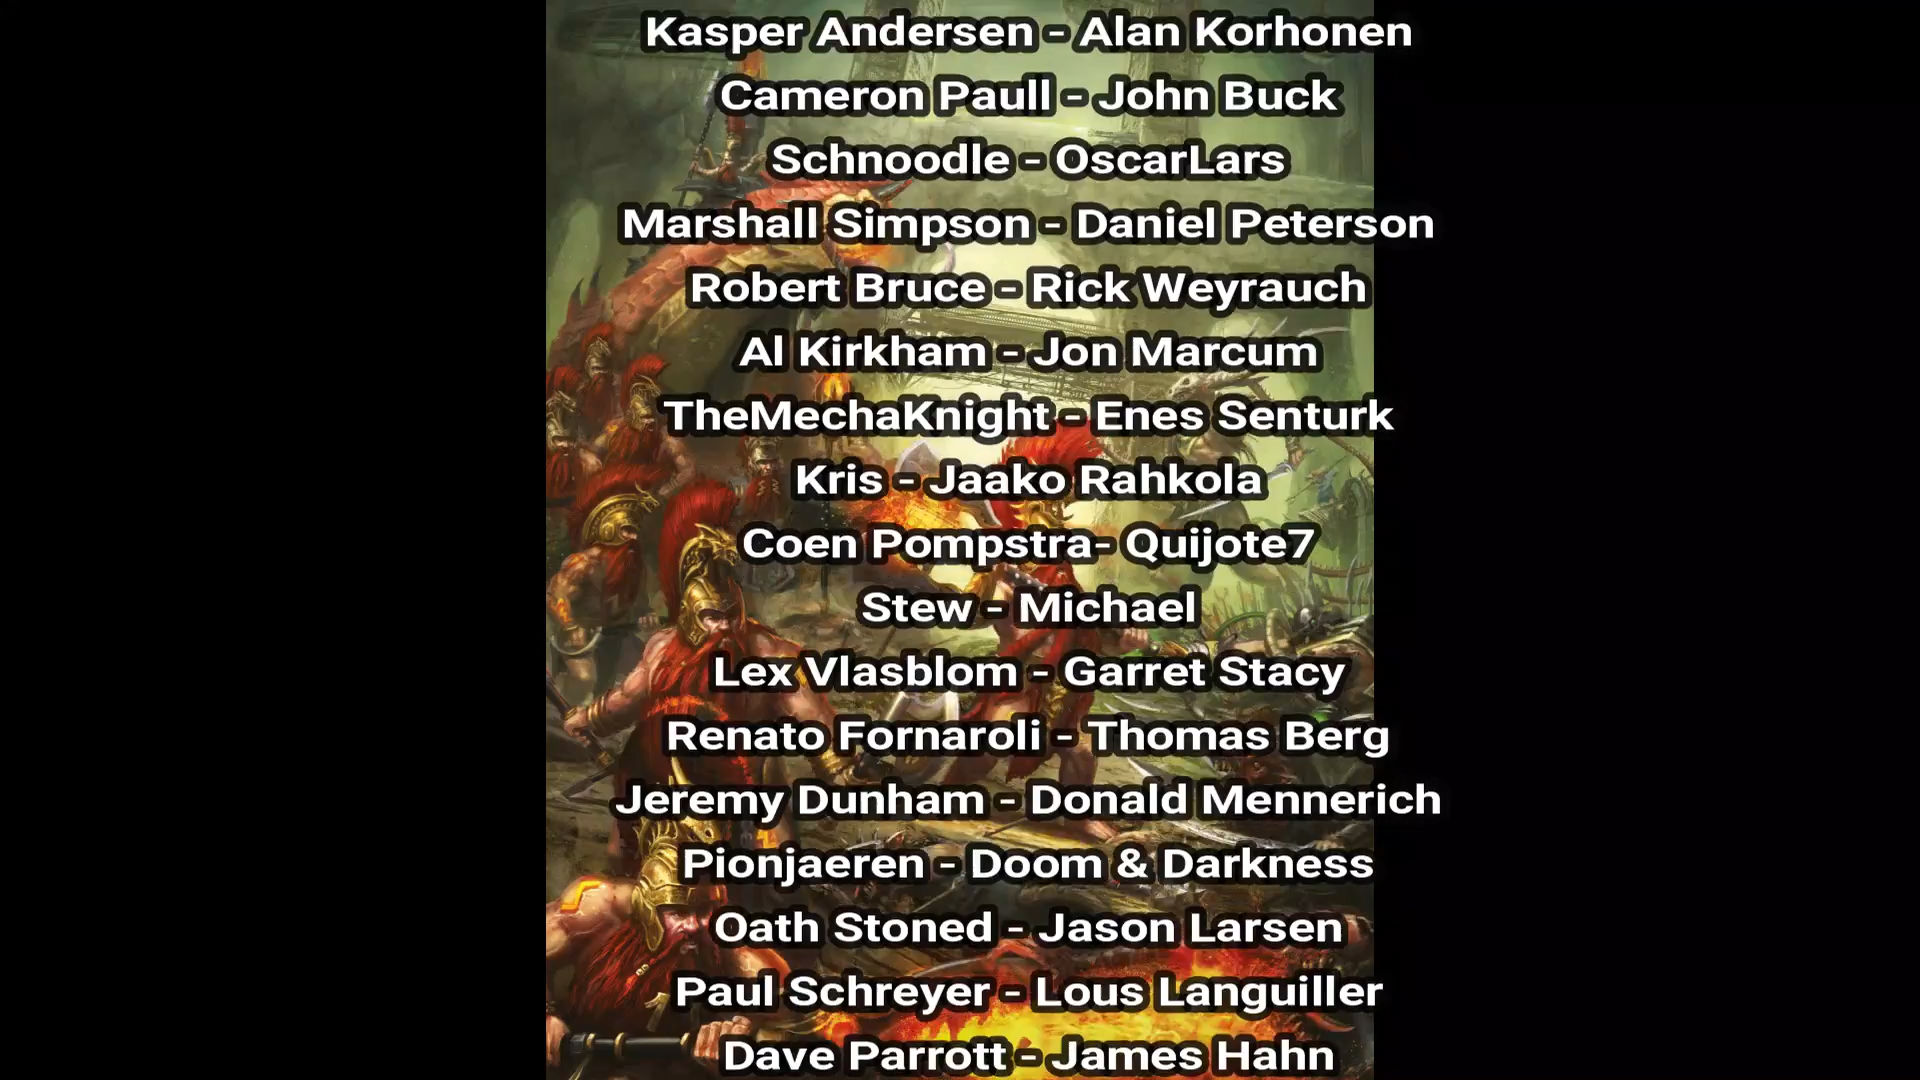 Kasper Andersen - Alan Korhonen
Cameron Paull - John Buck
Schnoodle - OscarLars
Marshall Simpson - Daniel Peterson
Robert Bruce - Rick Weyrauch
Al Kirkham - Jon Marcum
TheMechaKnight - Enes Senturk
Kris - Jaako Rahkola
Coen Pompstra- Quijote7
Stew - Michael
Lex Vlasblom - Garret Stacy
Renato Fornaroli - Thomas Berg
Jeremy Dunham - Donald Mennerich
Pionjaeren - Doom & Darkness
Oath Stoned - Jason Larsen
Paul Schreyer - Lous Languiller
Dave Parrott - James Hahn